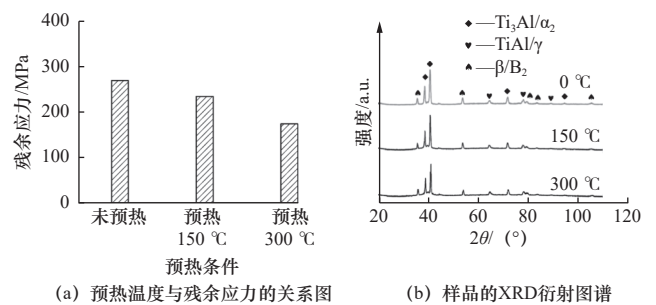 400
300
200
100
0
残余应力/MPa
未预热
预热
150 ℃
预热
300 ℃
预热条件
(a) 预热温度与残余应力的关系图
◆—Ti₃Al/α₂
♥—TiAl/γ
♠—β/B₂
0 ℃
150 ℃
300 ℃
强度/a.u.
20 40 60 80 100 120
2θ/(°)
(b) 样品的XRD衍射图谱